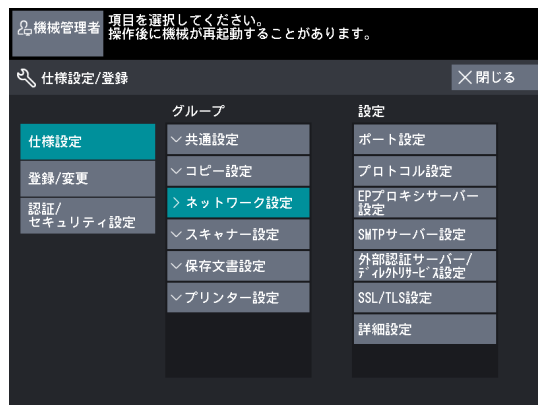 機械管理者
項目を選択してください。
操作後に機械が再起動することがあります。
仕様設定/登録
閉じる
グループ
設定
仕様設定
登録/変更
認証/
セキュリティ設定
共通設定
コピー設定
ネットワーク設定
スキャナー設定
保存文書設定
プリンター設定
ポート設定
プロトコル設定
EPプロキシサーバー
設定
SMTPサーバー設定
外部認証サーバー/
ﾃﾞｨﾚｸﾄﾘｻｰﾋﾞｽ設定
SSL/TLS設定
詳細設定